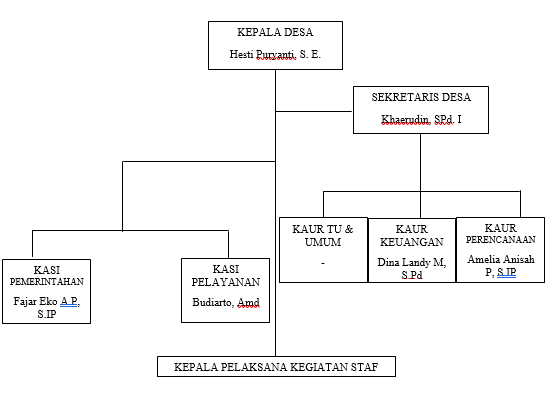 KEPALA DESA
Hesti Puryanti, S. E.
SEKRETARIS DESA
Khaerudin, SPd. I
KAUR TU &
UMUM
-
KAUR
KEUANGAN
Dina Landy M,
S.Pd
KAUR
PERENCANAAN
Amelia Anisah
P, S.IP
KASI
PEMERINTAHAN
Fajar Eko A.P,
S.IP
KASI
PELAYANAN
Budiarto, Amd
KEPALA PELAKSANA KEGIATAN STAF